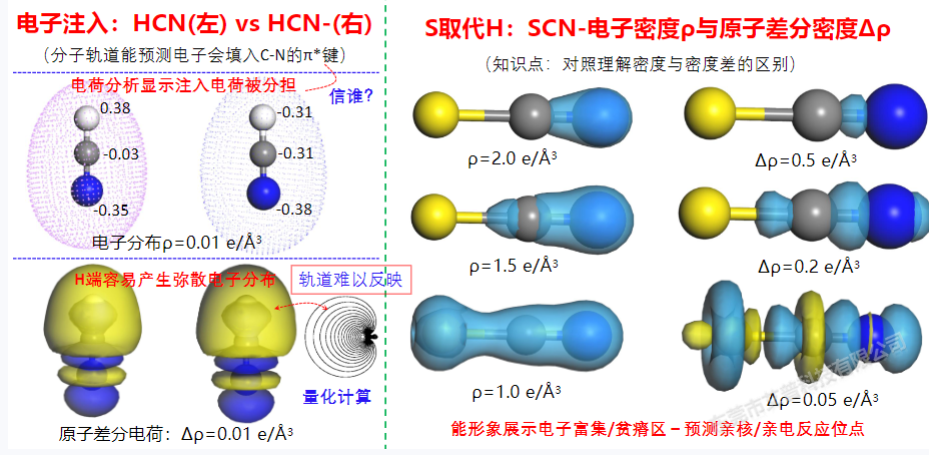 电子注入：HCN(左) vs HCN-(右)
（分子轨道能预测电子会填入C-N的π*键）
电荷分析显示注入电荷被分担
信谁？
0.38
-0.03
-0.35
-0.31
-0.31
-0.38
电子分布ρ=0.01 e/Å³
H端容易产生弥散电子分布
轨道难以反映
量化计算
原子差分电荷：Δρ=0.01 e/Å³
S取代H：SCN-电子密度ρ与原子差分密度Δρ
（知识点：对照理解密度与密度差的区别）
ρ=2.0 e/Å³
Δρ=0.5 e/Å³
ρ=1.5 e/Å³
Δρ=0.2 e/Å³
ρ=1.0 e/Å³
Δρ=0.05 e/Å³
能形象展示电子富集/贫瘠区－预测亲核/亲电反应位点